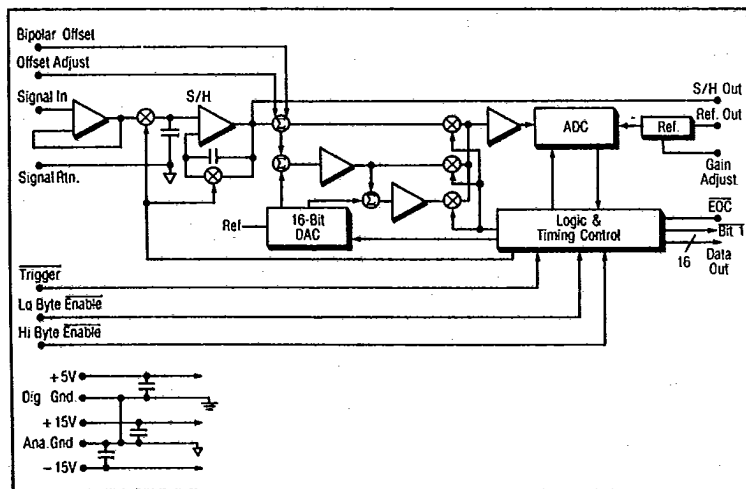 Bipolar Offset
Offset Adjust
Signal In
S/H
S/H Out
Ref. Out
ADC
Ref.
Signal Rtn.
Gain
Adjust
Σ
Σ
Σ
Ref
16-Bit
DAC
Logic &
Timing Control
EOC
Bit 1
16
Data
Out
Trigger
Lo Byte Enable
Hi Byte Enable
+5V
Dig Gnd.
+15V
Ana. Gnd
-15V